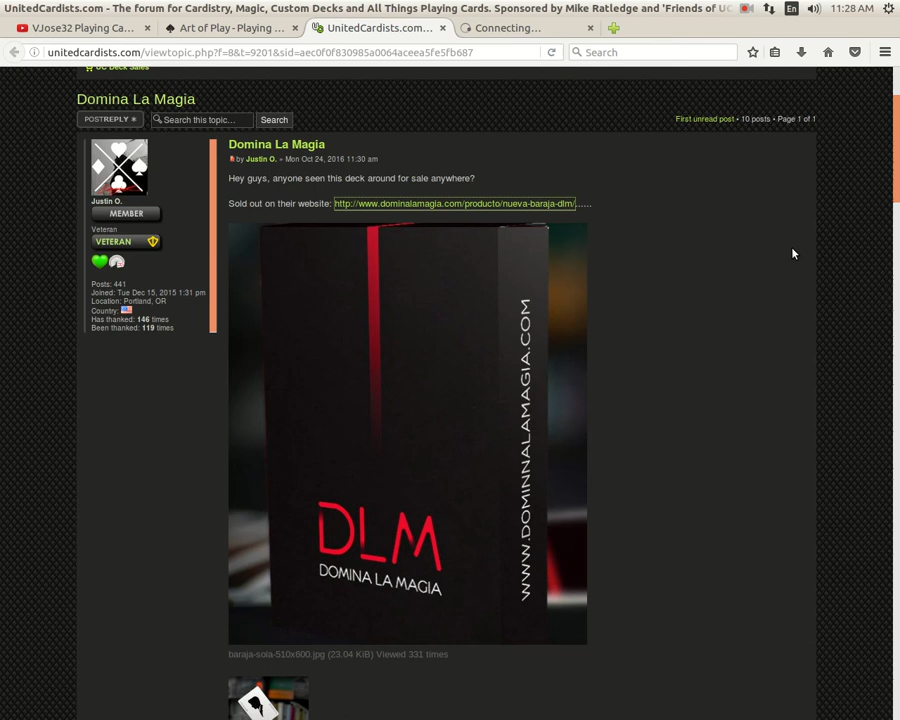 UnitedCardists.com - The forum for Cardistry, Magic, Custom Decks and All Things Playing Cards. Sponsored by Mike Ratledge and 'Friends of UC
En
11:28 AM
VJose32 Playing Ca...
Art of Play - Playing ...
UnitedCardists.com...
Connecting...
unitedcardists.com/viewtopic.php?f=8&t=9201&sid=aec0f0f830985a0064aceea5fe5fb687
Search
UC Deck Sales
Domina La Magia
POSTREPLY
Search this topic...
Search
First unread post • 10 posts • Page 1 of 1
Domina La Magia
by Justin O. » Mon Oct 24, 2016 11:30 am
Hey guys, anyone seen this deck around for sale anywhere?
Sold out on their website: http://www.dominalamagia.com/producto/nueva-baraja-dlm/......
Justin O.
MEMBER
Veteran
VETERAN
Posts: 441
Joined: Tue Dec 15, 2015 1:31 pm
Location: Portland, OR
Country:
Has thanked: 146 times
Been thanked: 119 times
DLM
DOMINA LA MAGIA
WWW.DOMINNALAMAGIA.COM
baraja-sola-510x600.jpg (23.04 KiB) Viewed 331 times